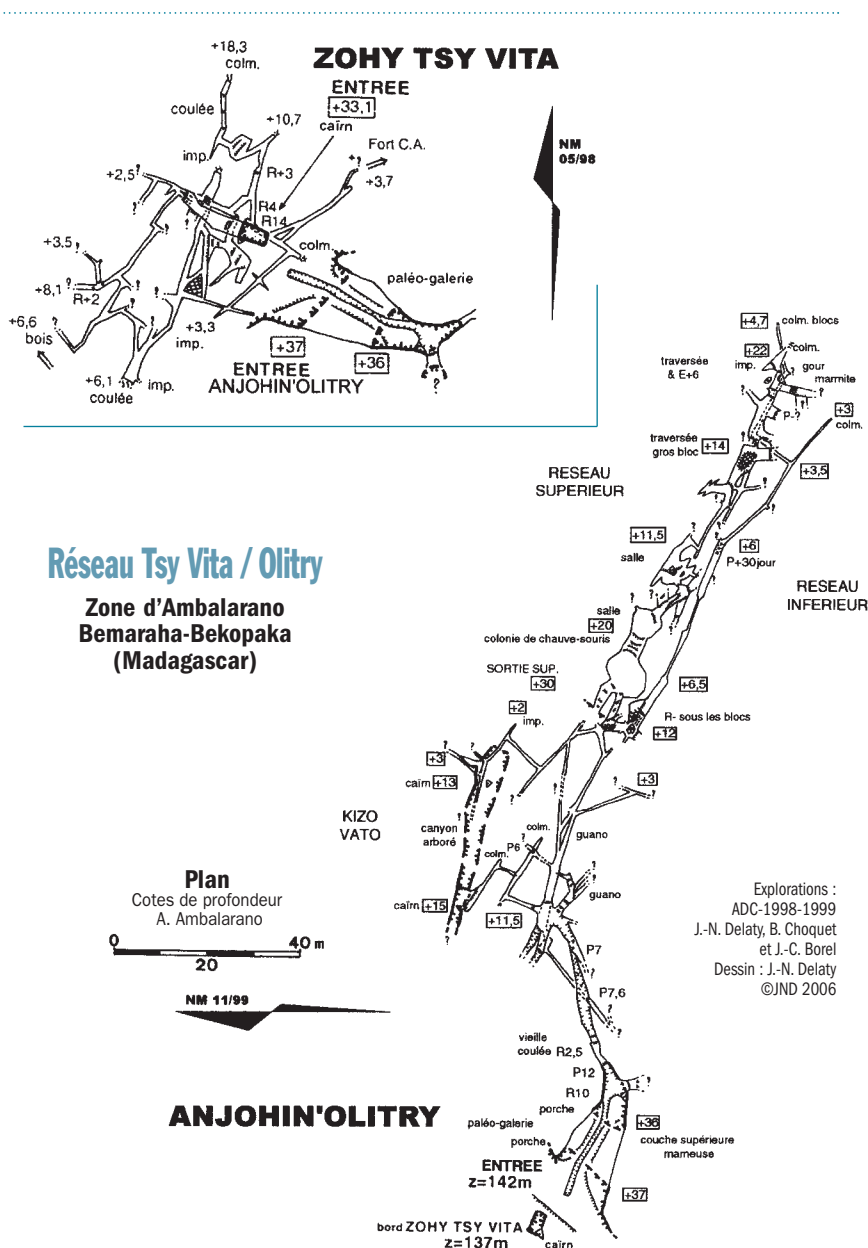 ZOHY TSY VITA
ENTREE
+33,1
cairn
+18,3
colm.
coulée
+10,7
Fort C.A.
imp.
R+3
?
+3,7
+2,5
R4
R14
colm.
NM
05/98
+3.5
+8,1
R+2
paléo-galerie
+6,6
bois
+3,3
imp.
+37
+36
ENTREE
ANJOHIN'OLITRY
+6,1
imp.
coulée
?
Réseau Tsy Vita / Olitry
Zone d'Ambalarano
Bemaraha-Bekopaka
(Madagascar)
+4,7
colm. blocs
+22
colm.
imp.
gour
marmite
traversée
& E+6
P-?
+3
colm.
traversée
gros bloc
+14
+3,5
RESEAU
SUPERIEUR
+11,5
salle
+6
P+30jour
RESEAU
INFERIEUR
salle
+20
colonie de chauve-souris
SORTIE SUP.
+30
+6,5
R- sous les blocs
+12
+2
imp.
+3
cairn +13
+3
KIZO
VATO
canyon
arboré
colm.
P6
colm.
guano
cairn +15
+11,5
guano
Plan
Cotes de profondeur
A. Ambalarano
0
40 m
20
NM 11/99
P7
P7,6
Explorations :
ADC-1998-1999
J.-N. Delaty, B. Choquet
et J.-C. Borel
Dessin : J.-N. Delaty
©JND 2006
vieille
coulée R2,5
P12
R10
ANJOHIN'OLITRY
porche
paléo-galerie
porche
+36
couche supérieure
marneuse
ENTREE
z=142m
+37
bord ZOHY TSY VITA
z=137m
cairn